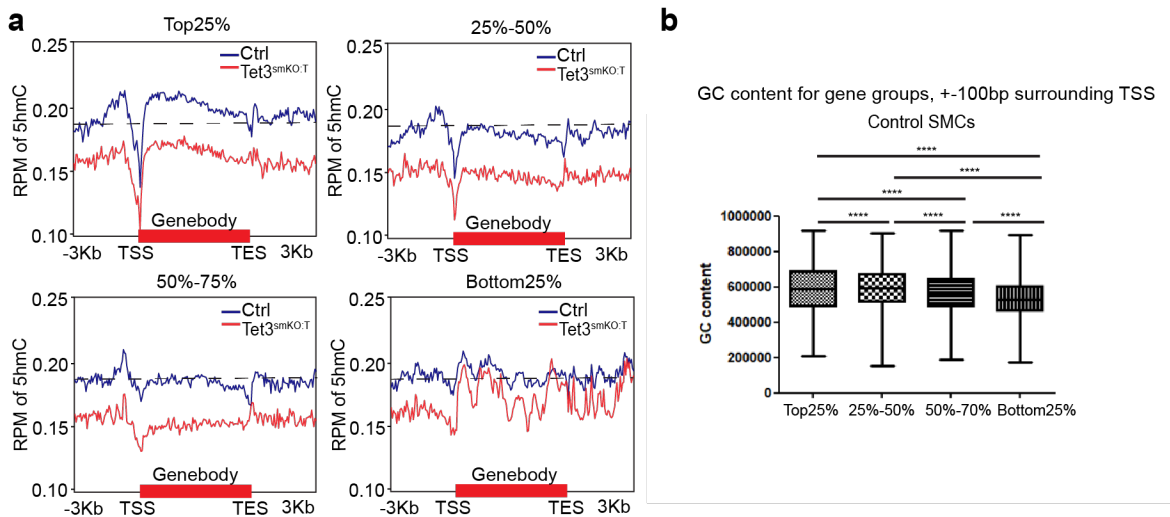 a
Top25%
0.25
0.20
0.15
0.10
RPM of 5hmC
Ctrl
Tet3smKO:T
Genebody
-3Kb TSS TES 3Kb
25%-50%
0.25
0.20
0.15
0.10
RPM of 5hmC
Ctrl
Tet3smKO:T
Genebody
-3Kb TSS TES 3Kb
50%-75%
0.25
0.20
0.15
0.10
RPM of 5hmC
Ctrl
Tet3smKO:T
Genebody
-3Kb TSS TES 3Kb
Bottom25%
0.25
0.20
0.15
0.10
RPM of 5hmC
Ctrl
Tet3smKO:T
Genebody
-3Kb TSS TES 3Kb
b
GC content for gene groups, +-100bp surrounding TSS
Control SMCs
****
****
****
**** **** ****
1000000
800000
600000
400000
200000
0
GC content
Top25% 25%-50% 50%-70% Bottom25%